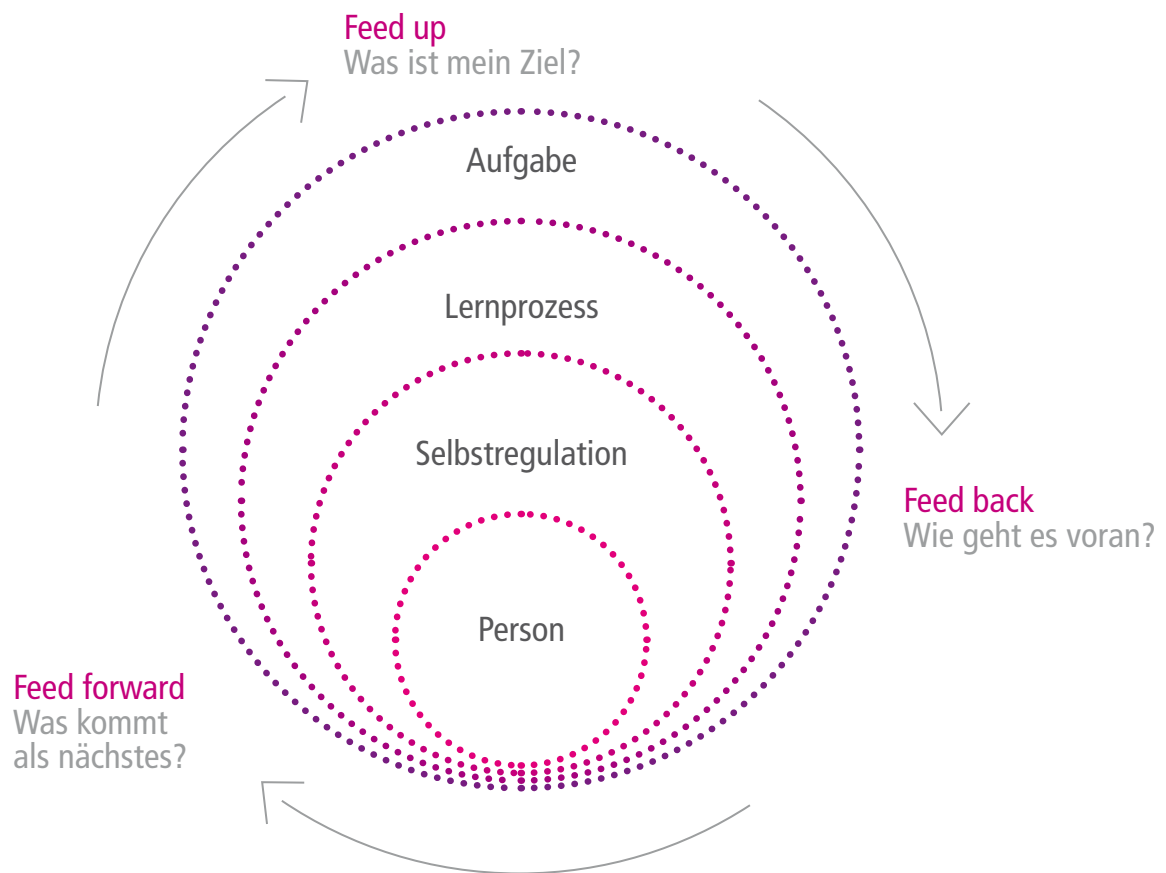 Feed up
Was ist mein Ziel?
Aufgabe
Lernprozess
Selbstregulation
Person
Feed back
Wie geht es voran?
Feed forward
Was kommt
als nächstes?